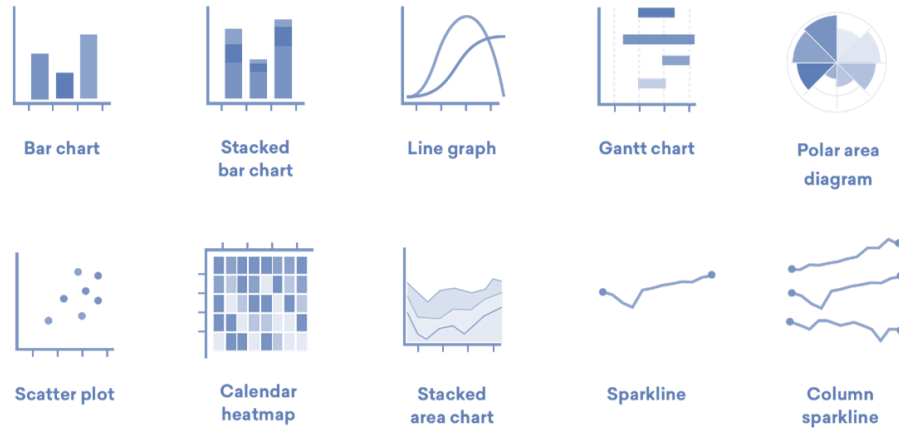 Bar chart
Stacked
bar chart
Line graph
Gantt chart
Polar area
diagram
Scatter plot
Calendar
heatmap
Stacked
area chart
Sparkline
Column
sparkline